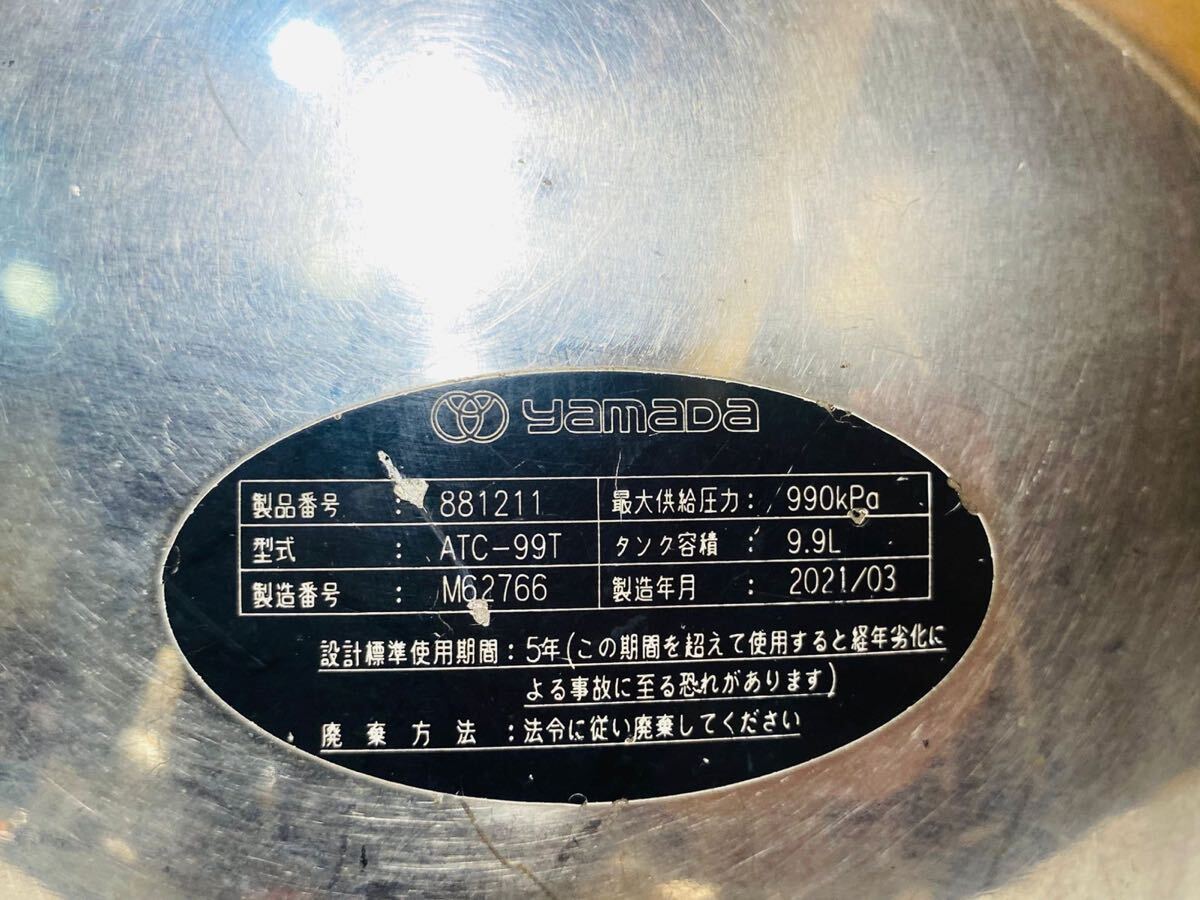 yamada
製品番号 : 881211 最大供給圧力 : 990kPa
型式 : ATC-99T タンク容積 : 9.9L
製造番号 : M62766 製造年月 : 2021/03
設計標準使用期間 : 5年(この期間を超えて使用すると経年劣化に
よる事故に至る恐れがあります)
廃棄方法 : 法令に従い廃棄してください